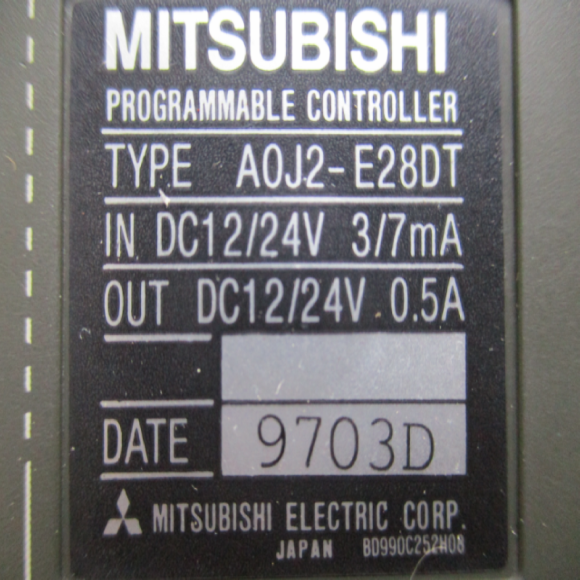 MITSUBISHI
PROGRAMMABLE CONTROLLER
TYPE A0J2-E28DT
IN DC12/24V 3/7mA
OUT DC12/24V 0.5A
DATE 9703D
MITSUBISHI ELECTRIC CORP.
JAPAN BD990C252H08